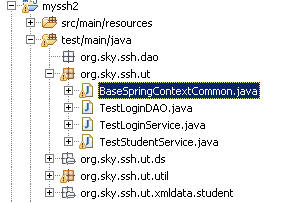 myssh2
src/main/resources
test/main/java
org.sky.ssh.dao
org.sky.ssh.ut
BaseSpringContextCommon.java
TestLoginDAO.java
TestLoginService.java
TestStudentService.java
org.sky.ssh.ut.ds
org.sky.ssh.ut.util
org.sky.ssh.ut.xmldata.student